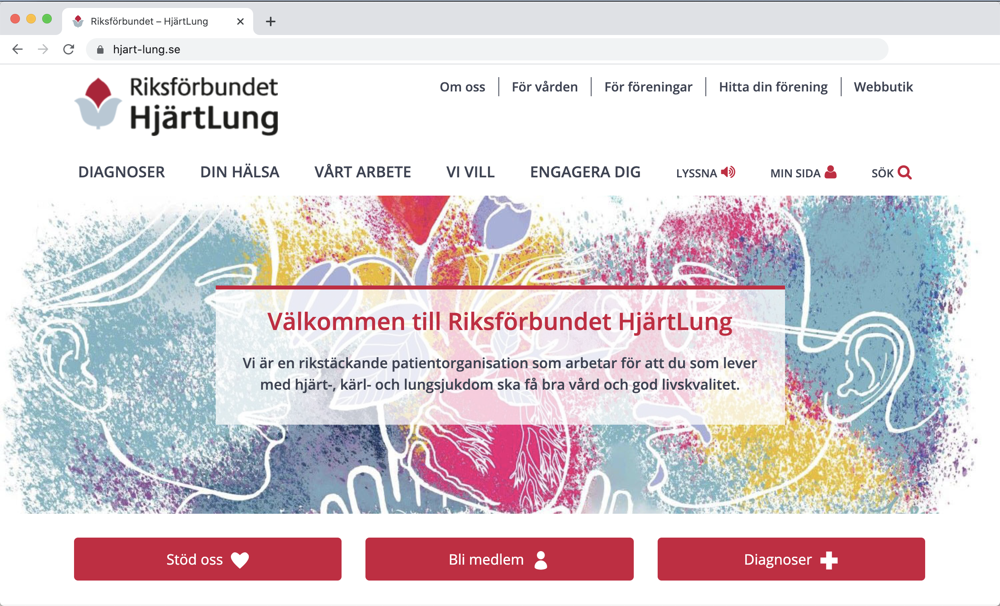 Riksförbundet – HjärtLung
hjart-lung.se
Riksförbundet
HjärtLung
Om oss
För vården
För föreningar
Hitta din förening
Webbutik
DIAGNOSER
DIN HÄLSA
VÅRT ARBETE
VI VILL
ENGAGERA DIG
LYSSNA
MIN SIDA
SÖK
Välkommen till Riksförbundet HjärtLung
Vi är en rikstäckande patientorganisation som arbetar för att du som lever
med hjärt-, kärl- och lungsjukdom ska få bra vård och god livskvalitet.
Stöd oss
Bli medlem
Diagnoser